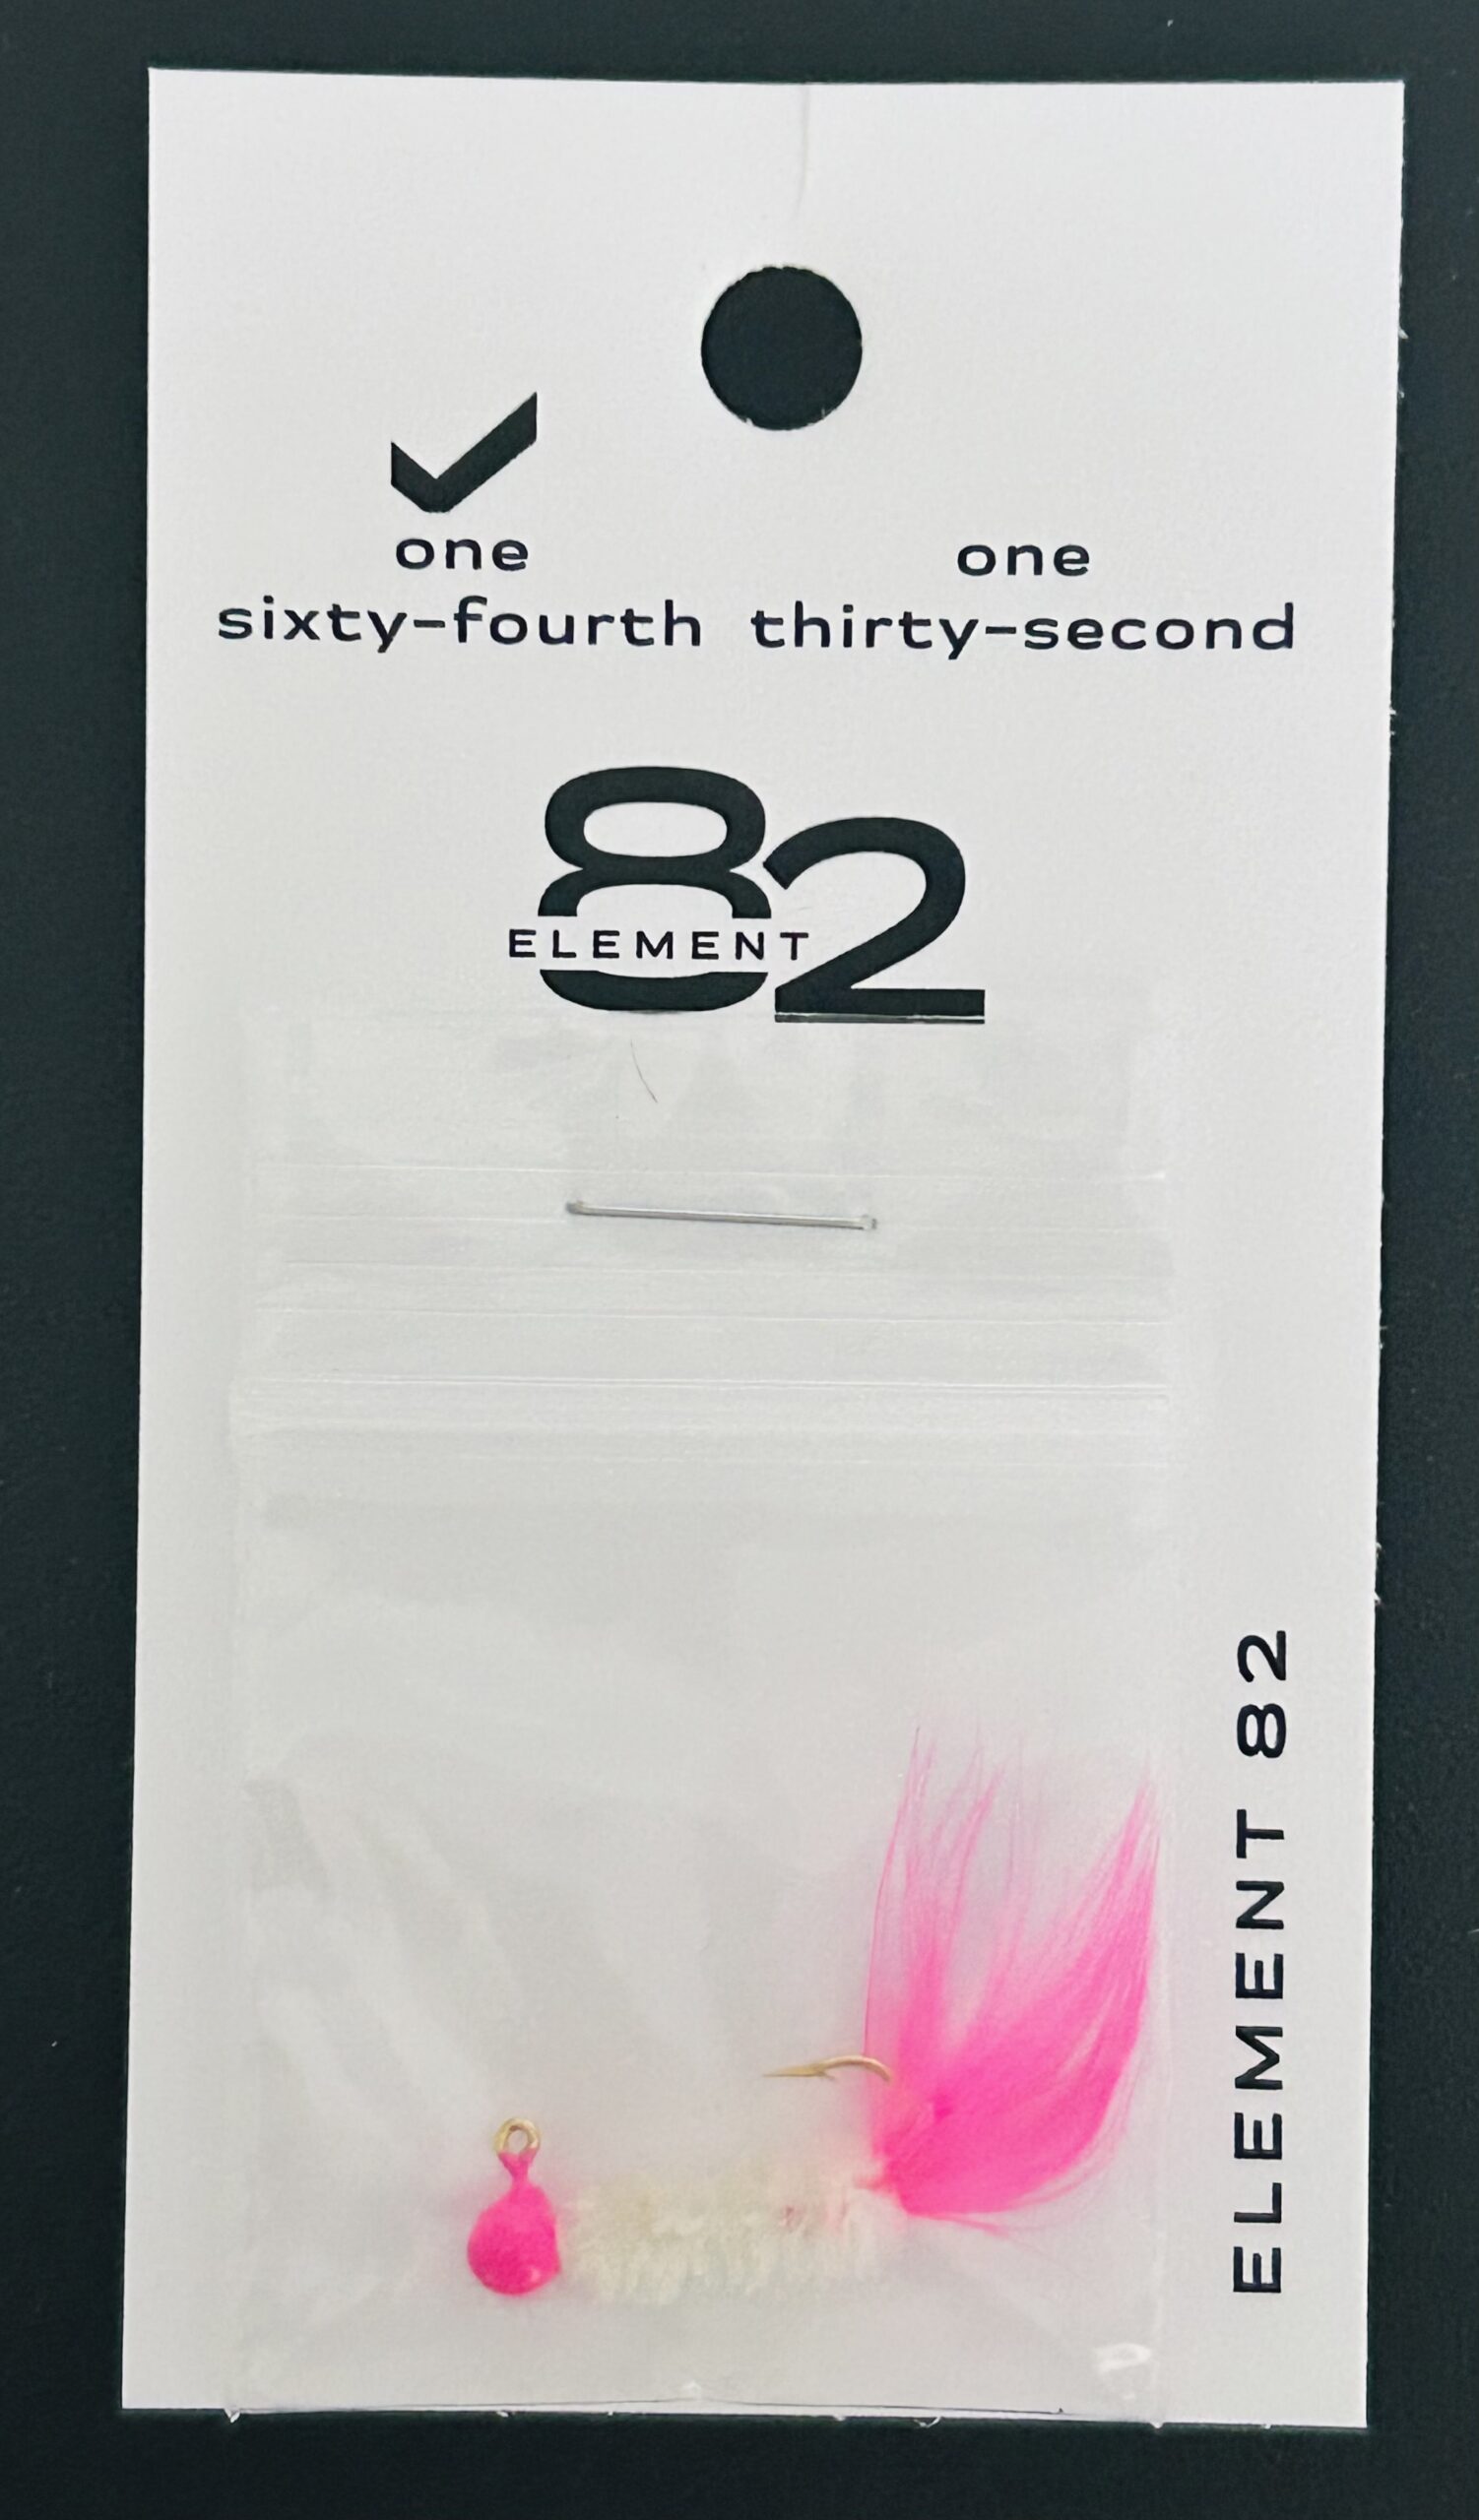 one
sixty-fourth
one
thirty-second
82
ELEMENT
ELEMENT 82